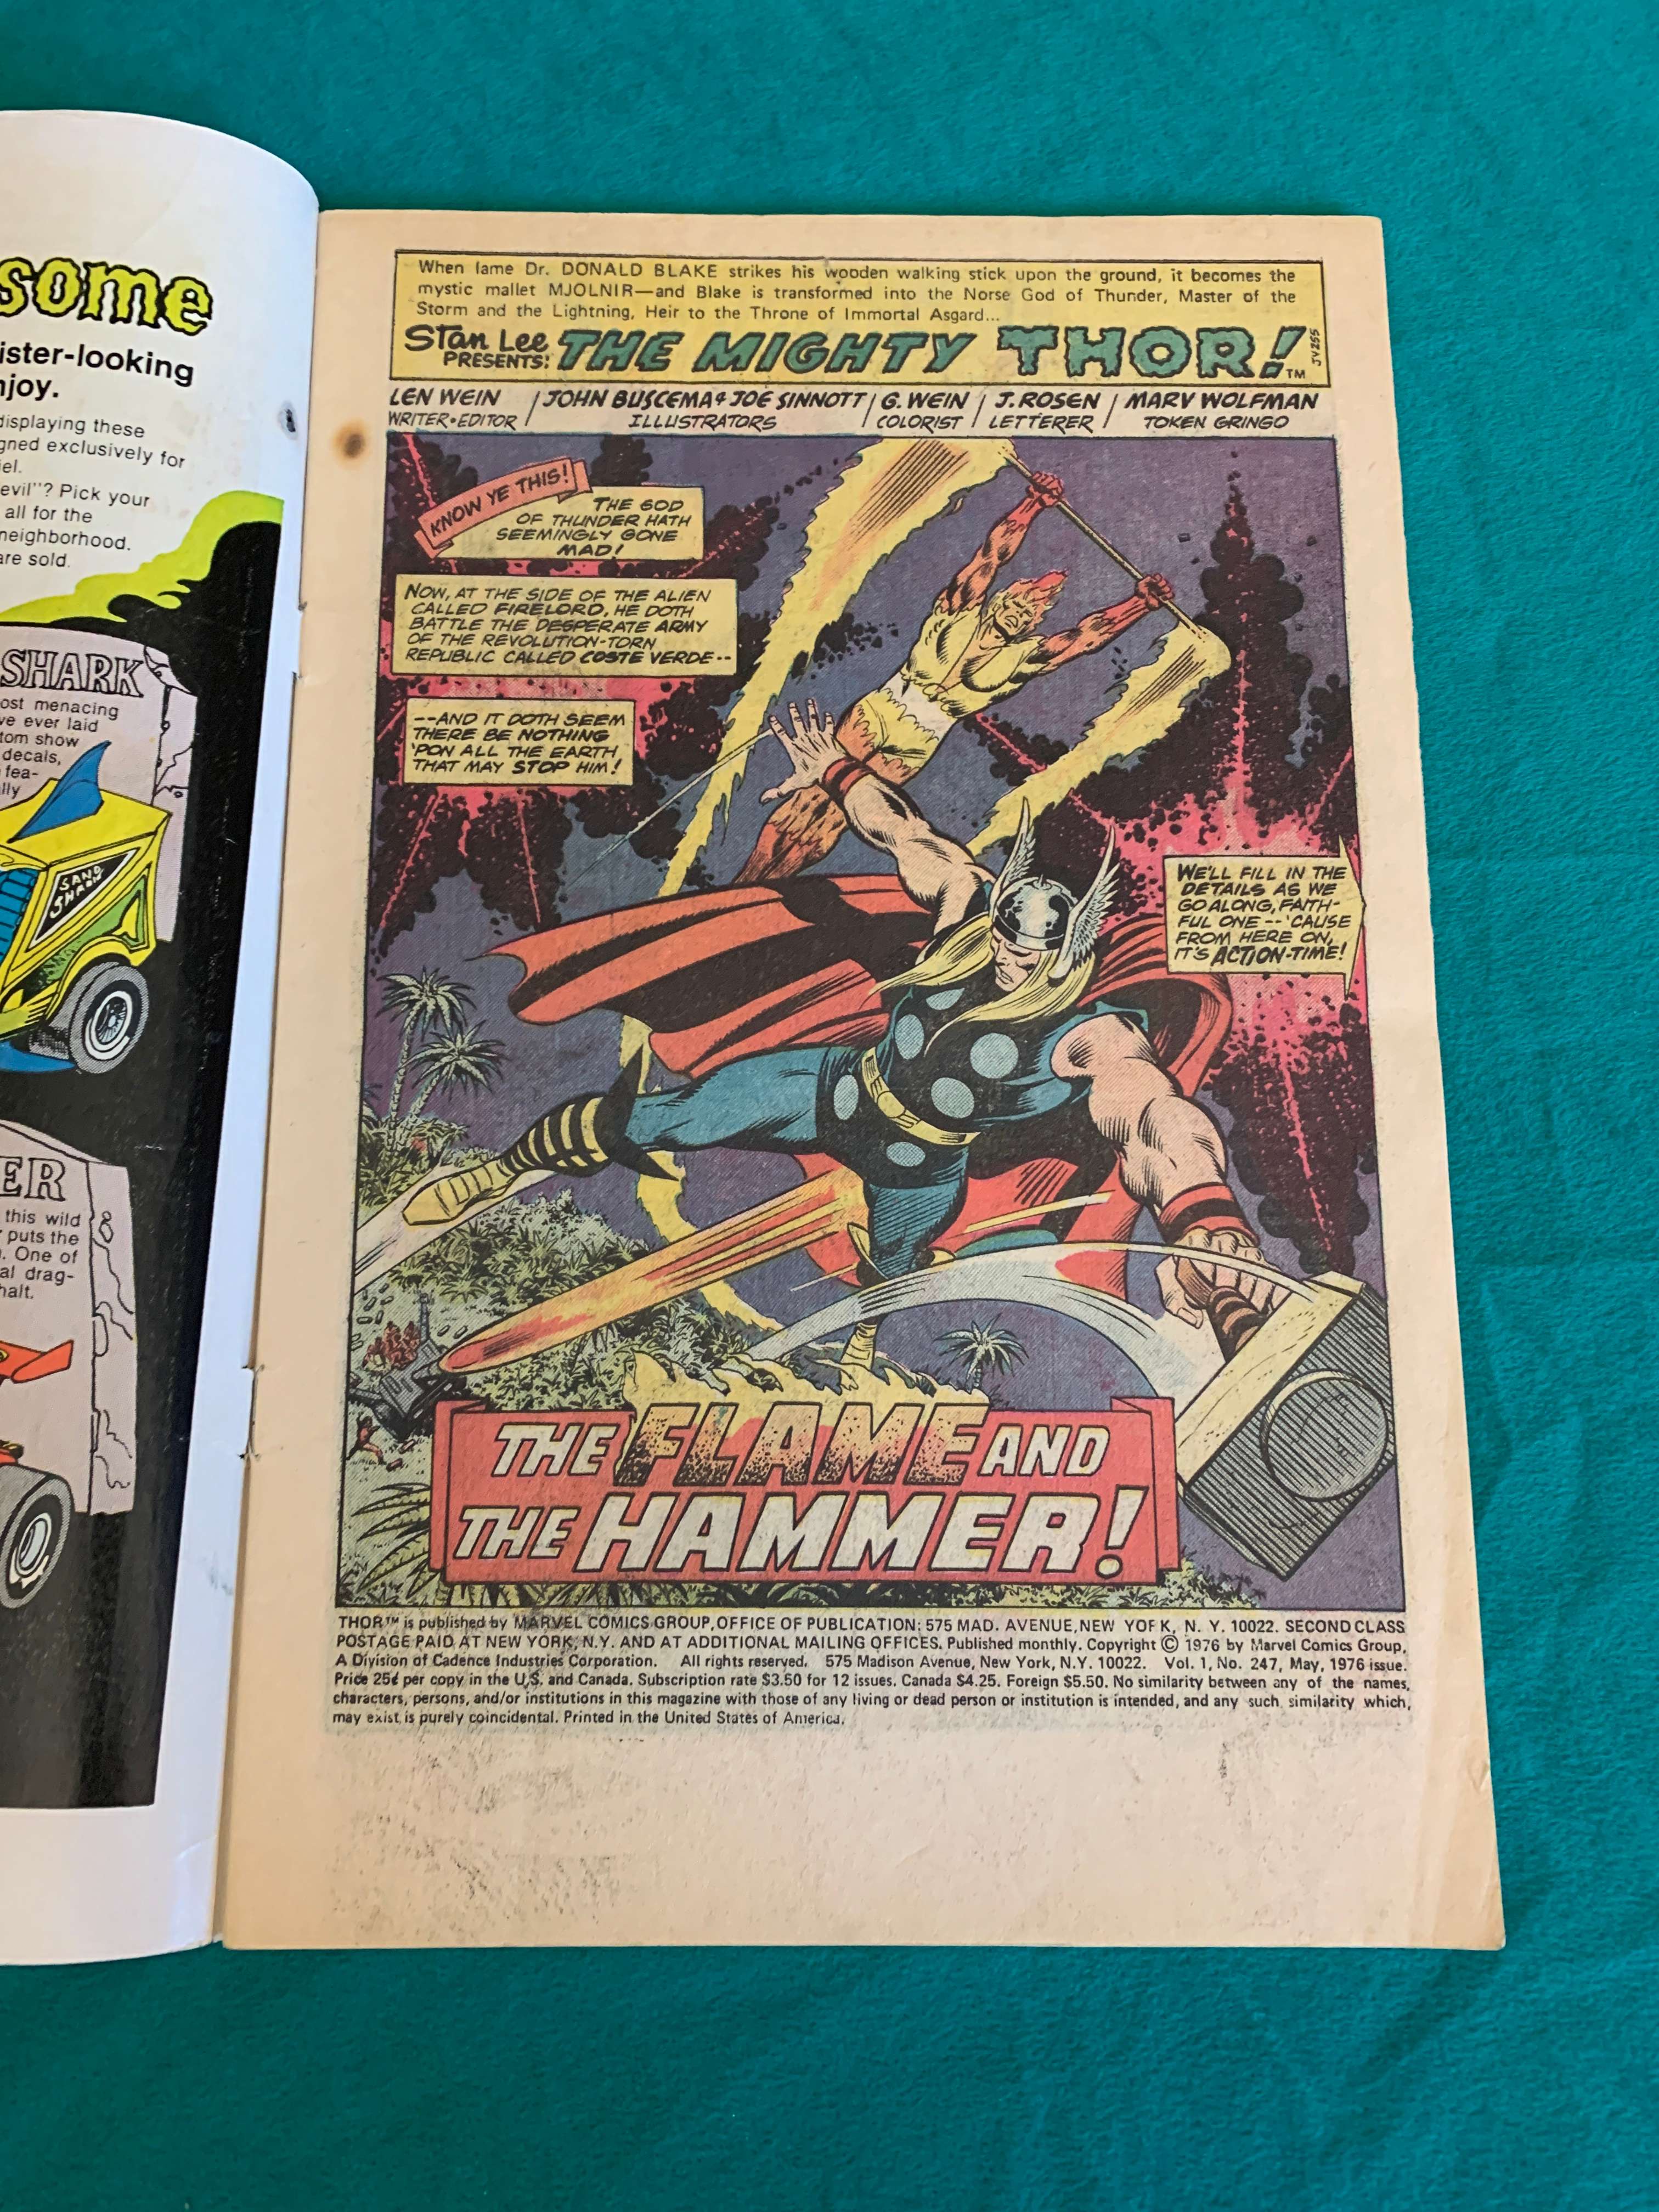 some
ister-looking
njoy.
displaying these
gned exclusively for
el.
evil"? Pick your
all for the
neighborhood.
are sold.
SHARK
ost menacing
ve ever laid
tom show
decals,
fea-
lly
SAND
SHARK
ER
this wild
puts the
One of
al drag-
halt.
When lame Dr. DONALD BLAKE strikes his wooden walking stick upon the ground, it becomes the
mystic mallet MJOLNIR—and Blake is transformed into the Norse God of Thunder, Master of the
Storm and the Lightning, Heir to the Throne of Immortal Asgard...
Stan Lee
PRESENTS: THE MIGHTY THOR! TM
JV255
LEN WEIN / JOHN BUSCEMA & JOE SINNOTT / G. WEIN / J. ROSEN / MARV WOLFMAN
WRITER • EDITOR / ILLUSTRATORS / COLORIST / LETTERER / TOKEN GRINGO
KNOW YE THIS!
THE GOD
OF THUNDER HATH
SEEMINGLY GONE
MAD!
NOW, AT THE SIDE OF THE ALIEN
CALLED FIRELORD, HE DOTH
BATTLE THE DESPERATE ARMY
OF THE REVOLUTION-TORN
REPUBLIC CALLED COSTE VERDE--
--AND IT DOTH SEEM
THERE BE NOTHING
'PON ALL THE EARTH
THAT MAY STOP HIM!
WE'LL FILL IN THE
DETAILS AS WE
GO ALONG, FAITH-
FUL ONE -- 'CAUSE
FROM HERE ON,
IT'S ACTION-TIME!
THE FLAME AND
THE HAMMER!
THOR™ is published by MARVEL COMICS GROUP, OFFICE OF PUBLICATION: 575 MAD. AVENUE, NEW YORK, N. Y. 10022. SECOND CLASS
POSTAGE PAID AT NEW YORK, N.Y. AND AT ADDITIONAL MAILING OFFICES. Published monthly. Copyright © 1976 by Marvel Comics Group,
A Division of Cadence Industries Corporation. All rights reserved. 575 Madison Avenue, New York, N.Y. 10022. Vol. 1, No. 247, May, 1976 issue.
Price 25¢ per copy in the U.S. and Canada. Subscription rate $3.50 for 12 issues. Canada $4.25. Foreign $5.50. No similarity between any of the names,
characters, persons, and/or institutions in this magazine with those of any living or dead person or institution is intended, and any such similarity which,
may exist is purely coincidental. Printed in the United States of America.